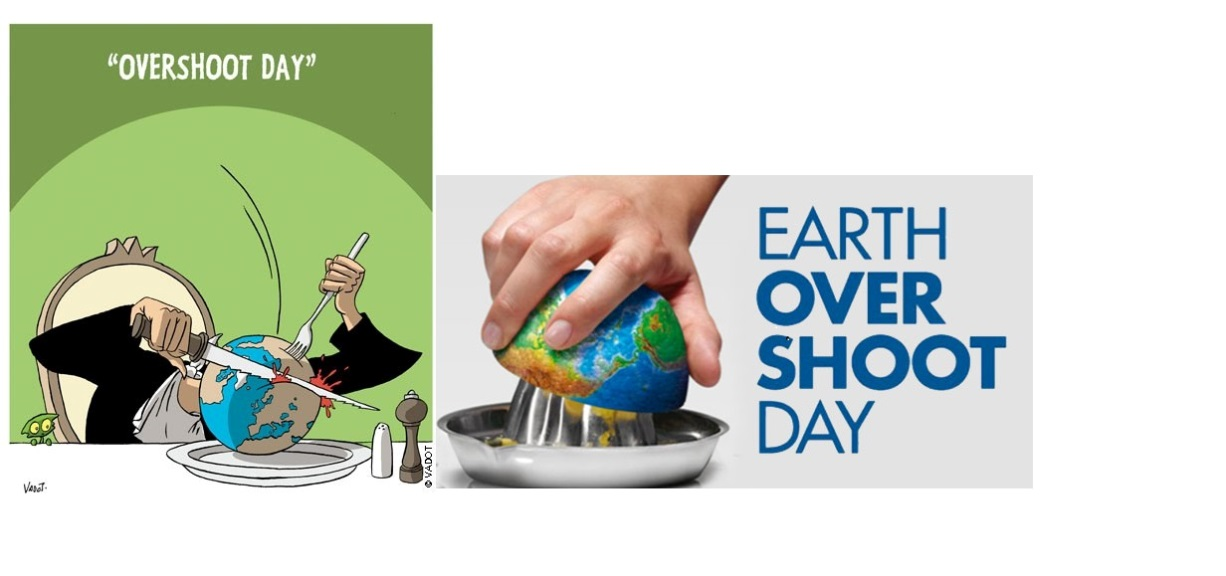 “OVERSHOOT DAY”
Vadot.
© VADOT
EARTH
OVER
SHOOT
DAY